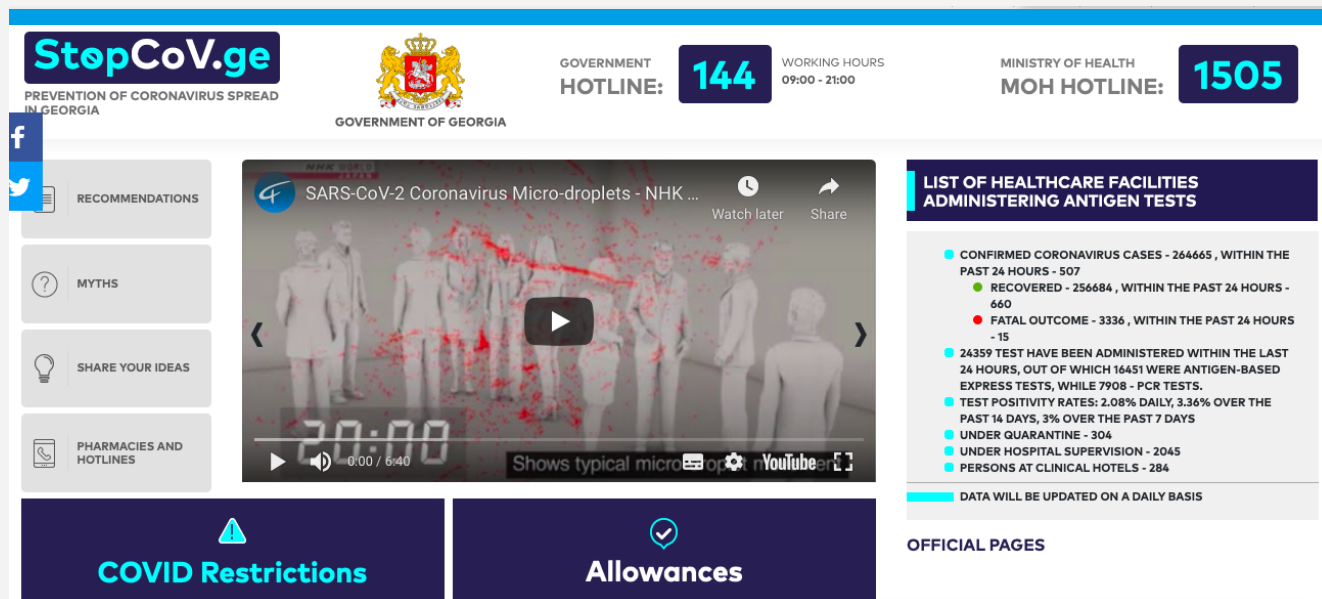 StopCoV.ge
PREVENTION OF CORONAVIRUS SPREAD
IN GEORGIA
GOVERNMENT OF GEORGIA
GOVERNMENT
HOTLINE:
144
WORKING HOURS
09:00 - 21:00
MINISTRY OF HEALTH
MOH HOTLINE:
1505
RECOMMENDATIONS
MYTHS
SHARE YOUR IDEAS
PHARMACIES AND
HOTLINES
NHK WORLD
JAPAN
SARS-CoV-2 Coronavirus Micro-droplets - NHK ...
Watch later
Share
20:00
0:00 / 6:40
Shows typical
YouTube
COVID Restrictions
Allowances
LIST OF HEALTHCARE FACILITIES
ADMINISTERING ANTIGEN TESTS
CONFIRMED CORONAVIRUS CASES - 264665 , WITHIN THE
PAST 24 HOURS - 507
RECOVERED - 256684 , WITHIN THE PAST 24 HOURS -
660
FATAL OUTCOME - 3336 , WITHIN THE PAST 24 HOURS
- 15
24359 TEST HAVE BEEN ADMINISTERED WITHIN THE LAST
24 HOURS, OUT OF WHICH 16451 WERE ANTIGEN-BASED
EXPRESS TESTS, WHILE 7908 - PCR TESTS.
TEST POSITIVITY RATES: 2.08% DAILY, 3.36% OVER THE
PAST 14 DAYS, 3% OVER THE PAST 7 DAYS
UNDER QUARANTINE - 304
UNDER HOSPITAL SUPERVISION - 2045
PERSONS AT CLINICAL HOTELS - 284
DATA WILL BE UPDATED ON A DAILY BASIS
OFFICIAL PAGES